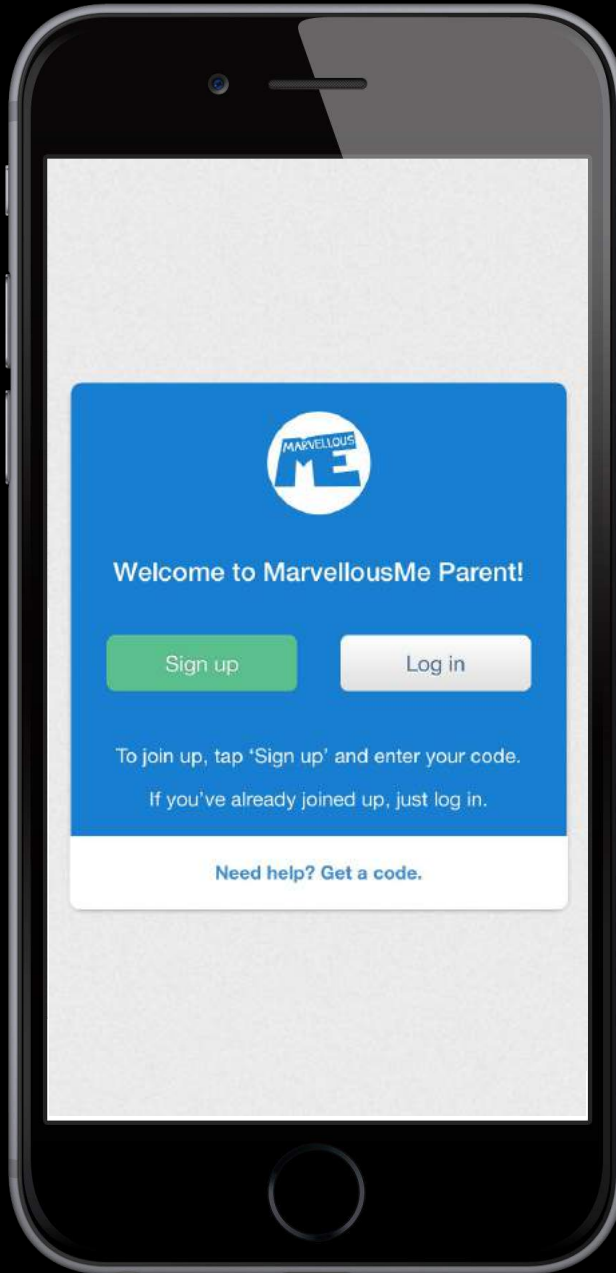 MARVELLOUS
ME
Welcome to MarvellousMe Parent!
Sign up
Log in
To join up, tap ‘Sign up’ and enter your code.
If you’ve already joined up, just log in.
Need help? Get a code.